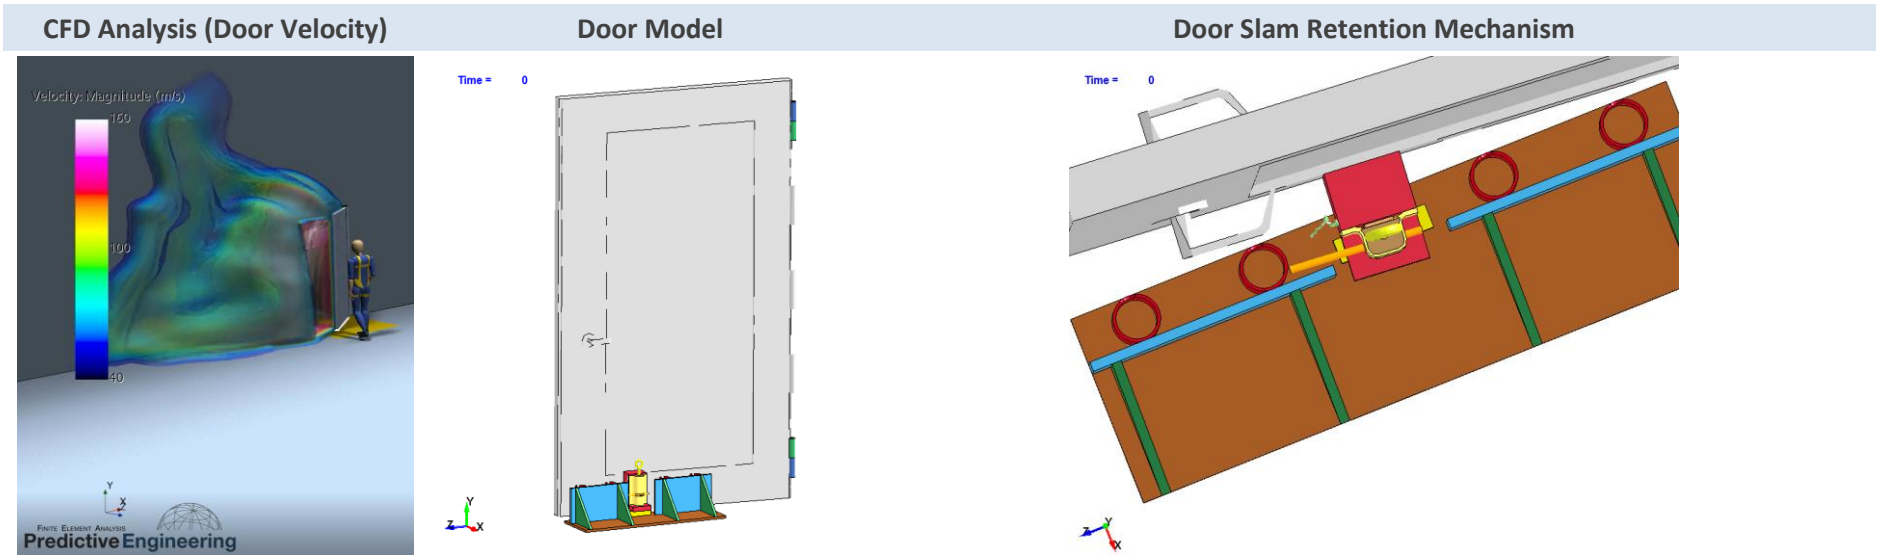 CFD Analysis (Door Velocity)
Door Model
Door Slam Retention Mechanism
Velocity: Magnitude (m/s)
160
100
40
Y
X
FINITE ELEMENT ANALYSIS
Predictive Engineering
Time = 0
Y
Z X
Time = 0
Z Y
X